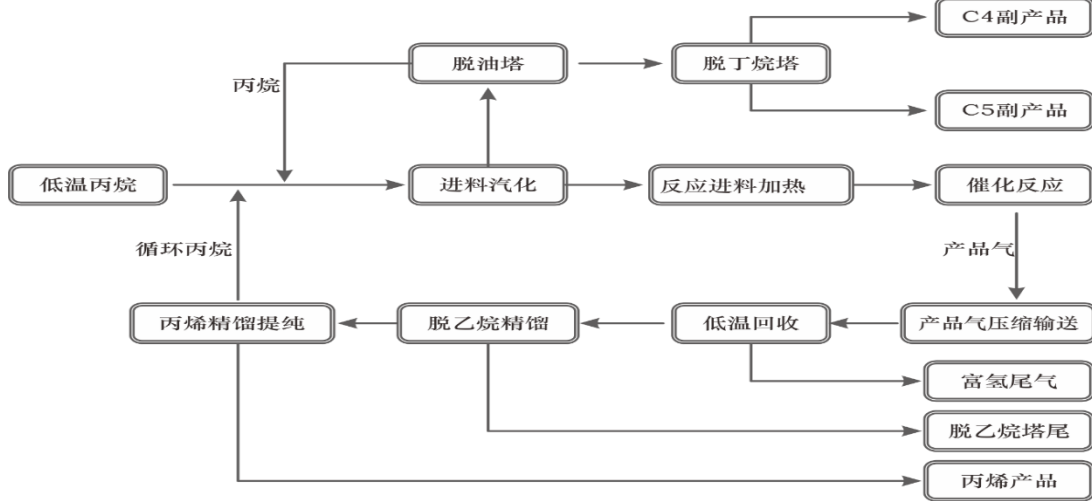 C4副产品
脱油塔
脱丁烷塔
丙烷
C5副产品
低温丙烷
进料汽化
反应进料加热
催化反应
循环丙烷
产品气
丙烯精馏提纯
脱乙烷精馏
低温回收
产品气压缩输送
富氢尾气
脱乙烷塔尾
丙烯产品